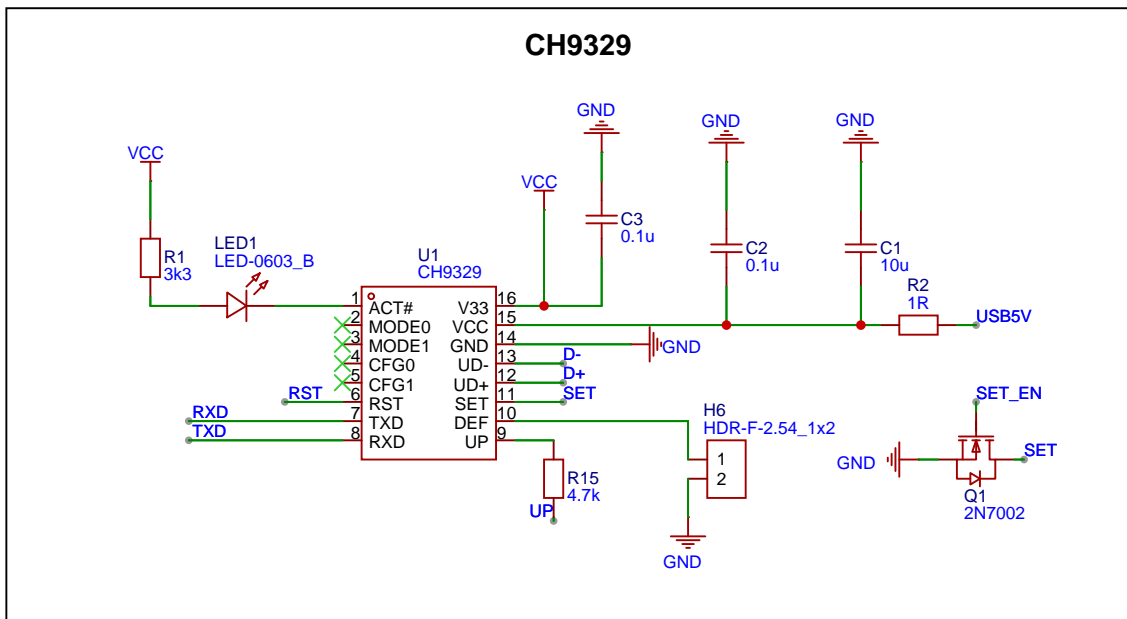 CH9329
GND
GND
GND
VCC
VCC
C3
0.1u
C2
0.1u
C1
10u
R1
3k3
LED1
LED-0603_B
U1
CH9329
R2
1R
USB5V
1 ACT# V33 16
2 MODE0 VCC 15
3 MODE1 GND 14
4 CFG0 UD- 13
5 CFG1 UD+ 12
6 RST SET 11
7 TXD DEF 10
8 RXD UP 9
GND
D-
D+
SET
RST
RXD
TXD
H6
HDR-F-2.54_1x2
1
2
GND
R15
4.7k
UP
SET_EN
GND
SET
Q1
2N7002